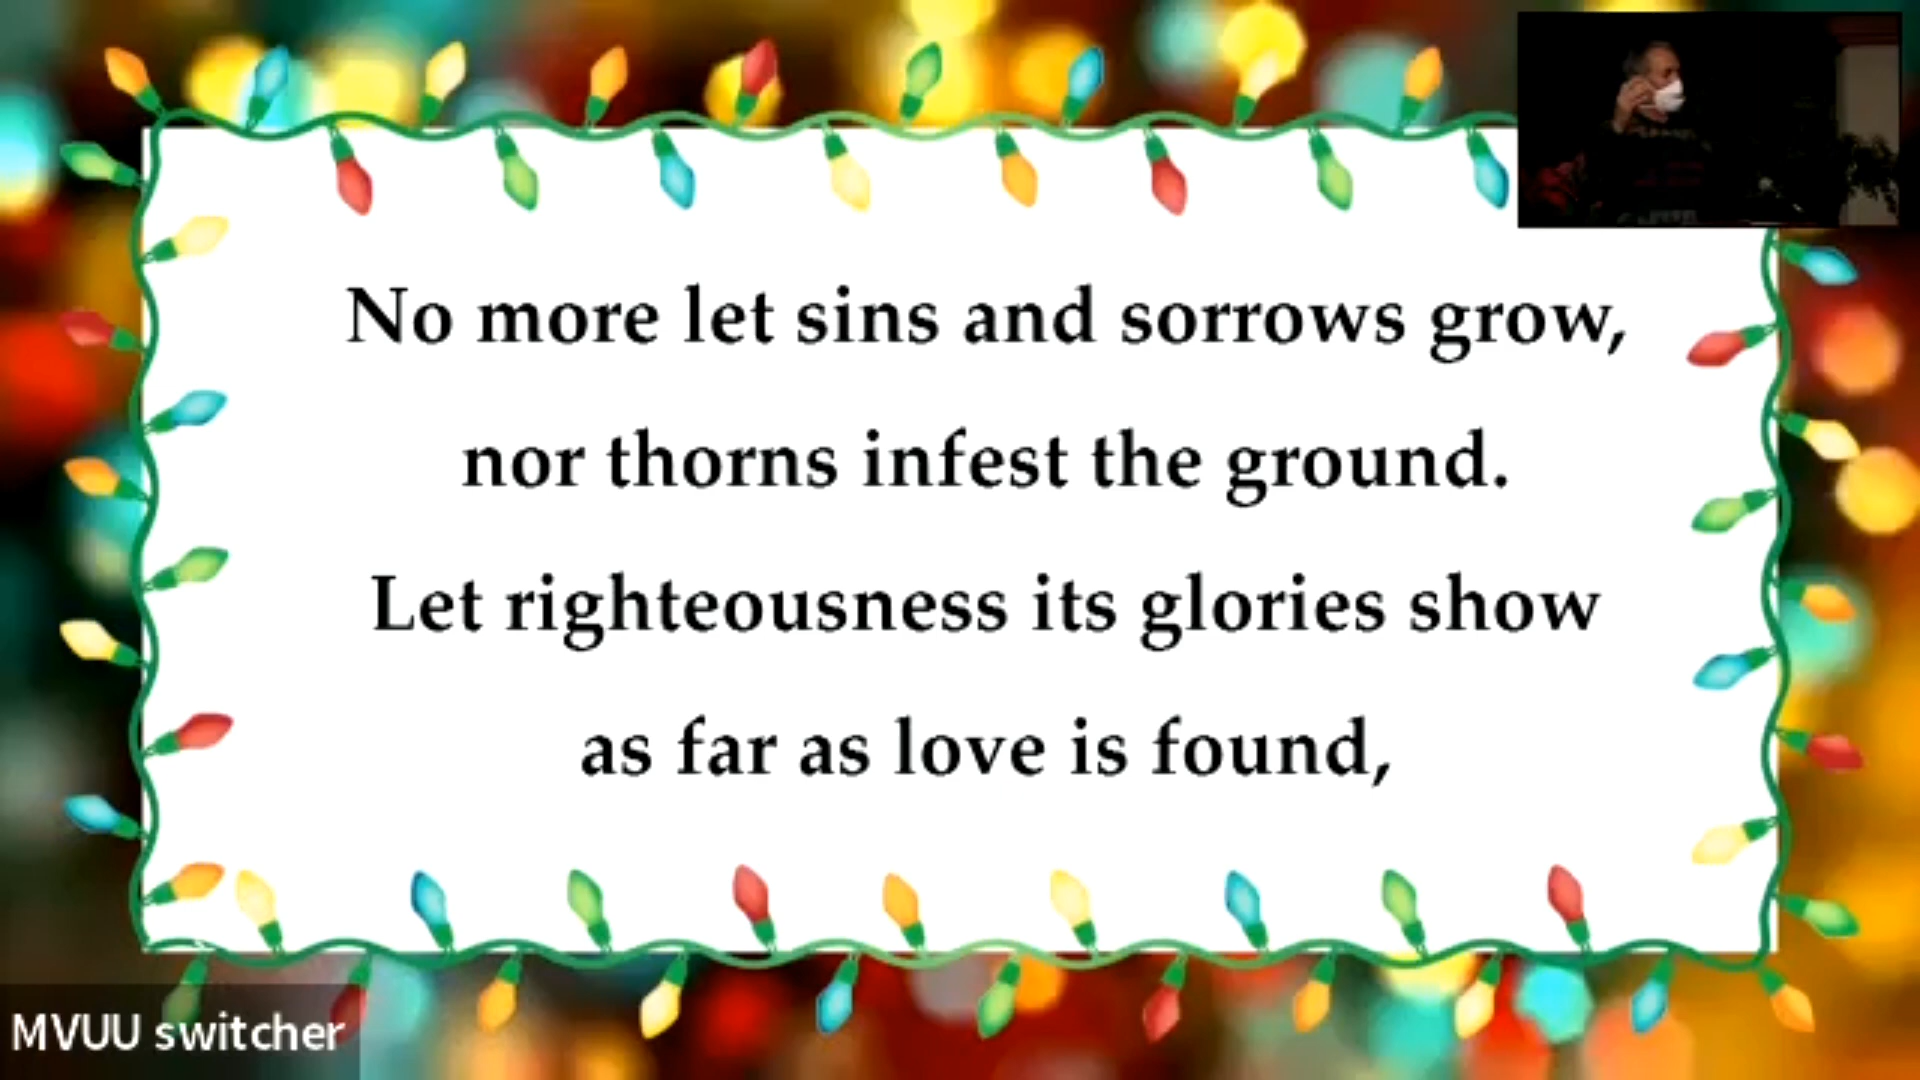 No more let sins and sorrows grow,
nor thorns infest the ground.
Let righteousness its glories show
as far as love is found,
MVUU switcher